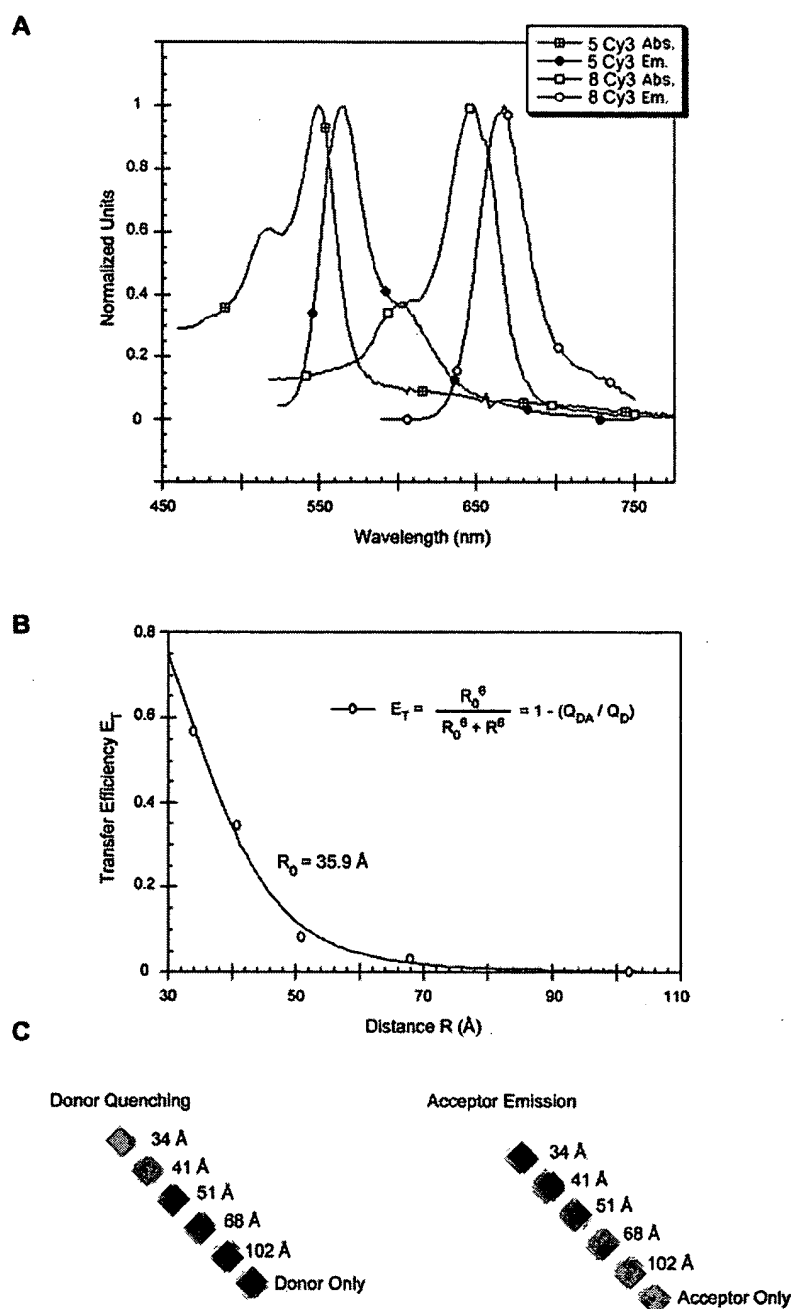 A
5 Cy3 Abs.
5 Cy3 Em.
8 Cy3 Abs.
8 Cy3 Em.
Normalized Units
1
0.8
0.6
0.4
0.2
0
450
550
650
750
Wavelength (nm)
B
Transfer Efficiency E_T
0.8
0.6
0.4
0.2
0
E_T = R_0^6 / (R_0^6 + R^6) = 1 - (Q_DA / Q_D)
R_0 = 35.9 Å
30
50
70
90
110
Distance R (Å)
C
Donor Quenching
34 Å
41 Å
51 Å
68 Å
102 Å
Donor Only
Acceptor Emission
34 Å
41 Å
51 Å
68 Å
102 Å
Acceptor Only